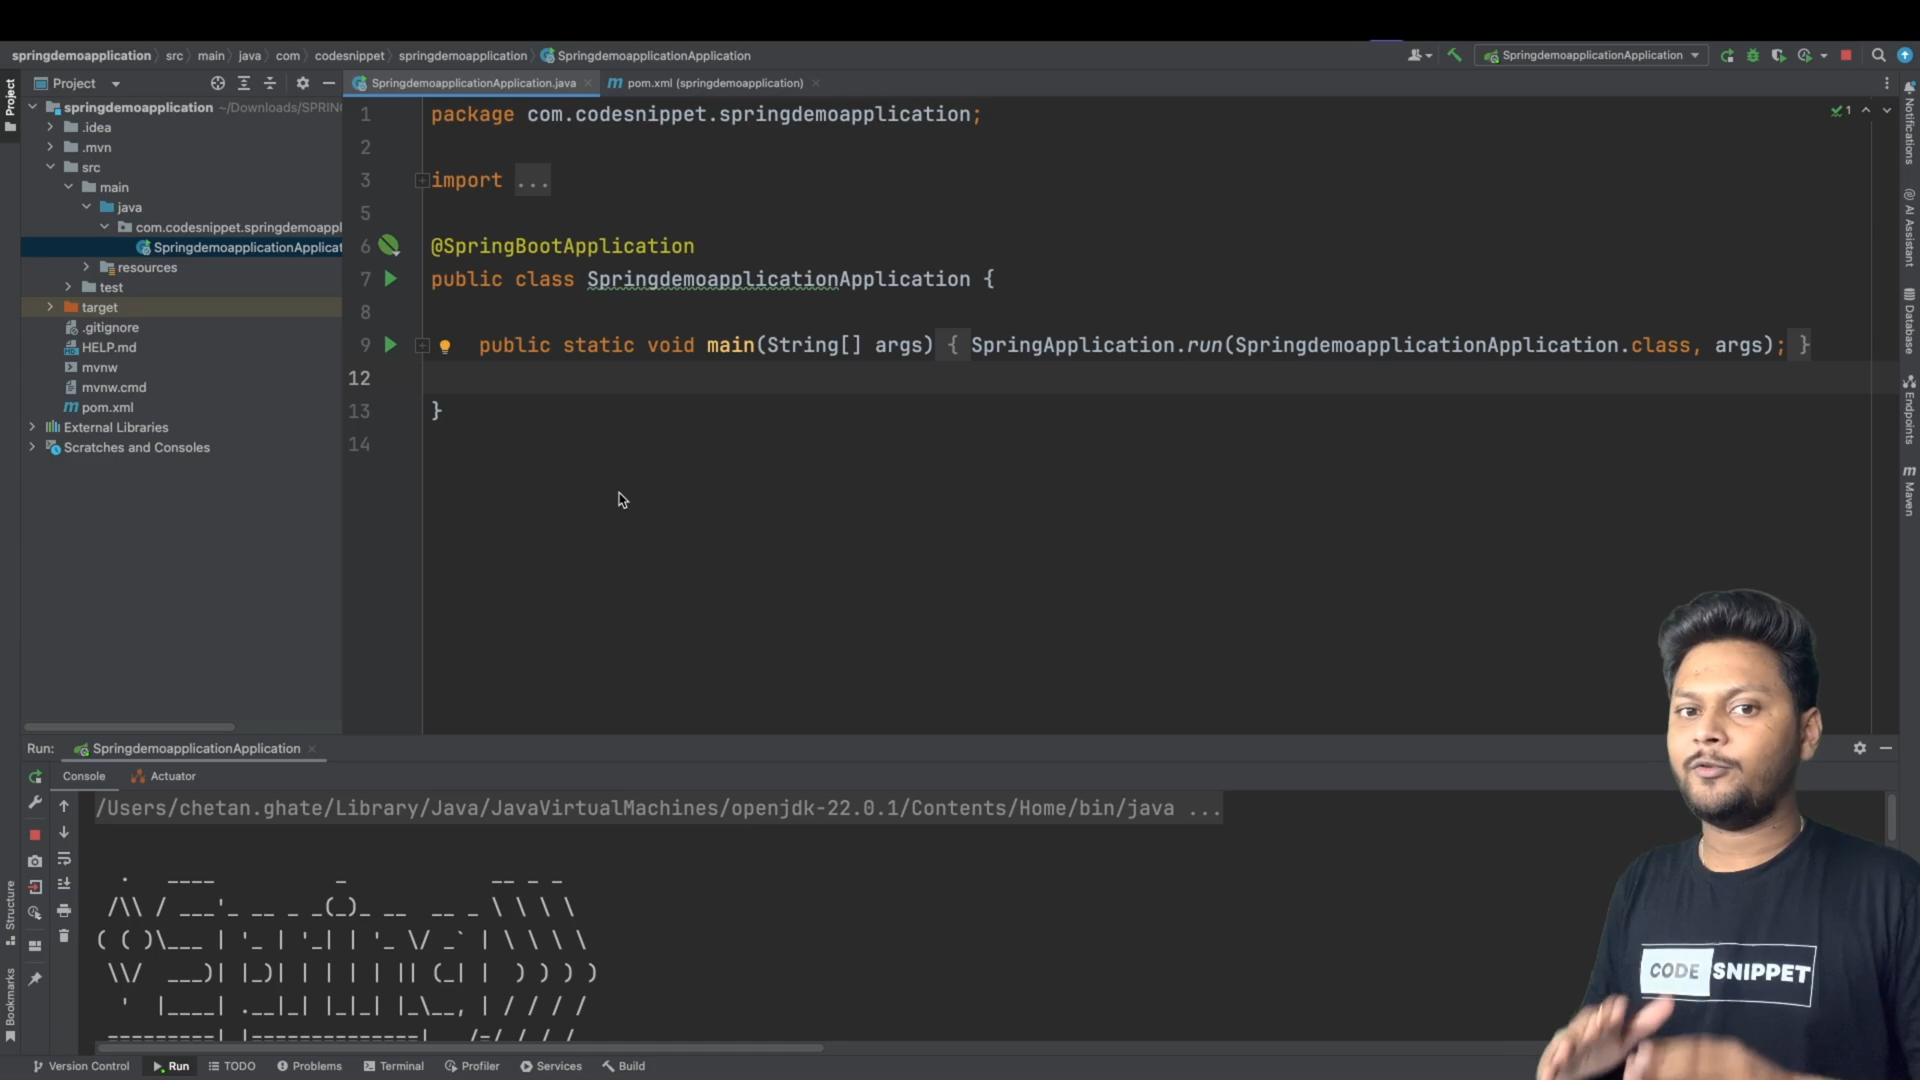 springdemoapplication src main java com codesnippet springdemoapplication SpringdemoapplicationApplication SpringdemoapplicationApplication
Project SpringdemoapplicationApplication.java pom.xml (springdemoapplication)
Project
springdemoapplication ~/Downloads/SPRIN
.idea
.mvn
src
main
java
com.codesnippet.springdemoappl
SpringdemoapplicationApplicat
resources
test
target
.gitignore
HELP.md
mvnw
mvnw.cmd
pom.xml
External Libraries
Scratches and Consoles
1 package com.codesnippet.springdemoapplication;
2
3 import ...
5
6 @SpringBootApplication
7 public class SpringdemoapplicationApplication {
8
9 public static void main(String[] args) { SpringApplication.run(SpringdemoapplicationApplication.class, args); }
12
13 }
14
1
Notifications
AI Assistant
Database
Endpoints
Maven
Run: SpringdemoapplicationApplication
Console Actuator
/Users/chetan.ghate/Library/Java/JavaVirtualMachines/openjdk-22.0.1/Contents/Home/bin/java ...
Structure
Bookmarks
CODE SNIPPET
Version Control Run TODO Problems Terminal Profiler Services Build